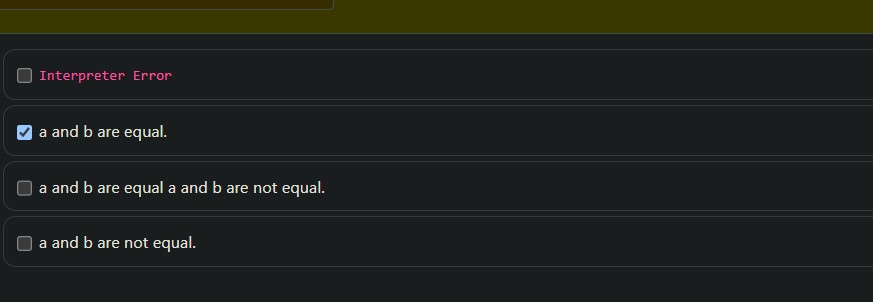 Interpreter Error
a and b are equal.
a and b are equal a and b are not equal.
a and b are not equal.